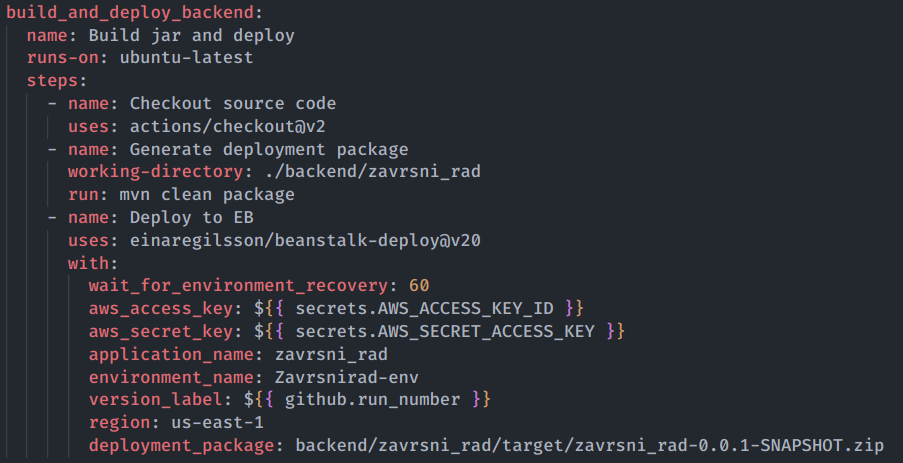 build_and_deploy_backend:
name: Build jar and deploy
runs-on: ubuntu-latest
steps:
- name: Checkout source code
uses: actions/checkout@v2
- name: Generate deployment package
working-directory: ./backend/zavrsni_rad
run: mvn clean package
- name: Deploy to EB
uses: einaregilsson/beanstalk-deploy@v20
with:
wait_for_environment_recovery: 60
aws_access_key: ${{ secrets.AWS_ACCESS_KEY_ID }}
aws_secret_key: ${{ secrets.AWS_SECRET_ACCESS_KEY }}
application_name: zavrsni_rad
environment_name: Zavrsnirad-env
version_label: ${{ github.run_number }}
region: us-east-1
deployment_package: backend/zavrsni_rad/target/zavrsni_rad-0.0.1-SNAPSHOT.zip